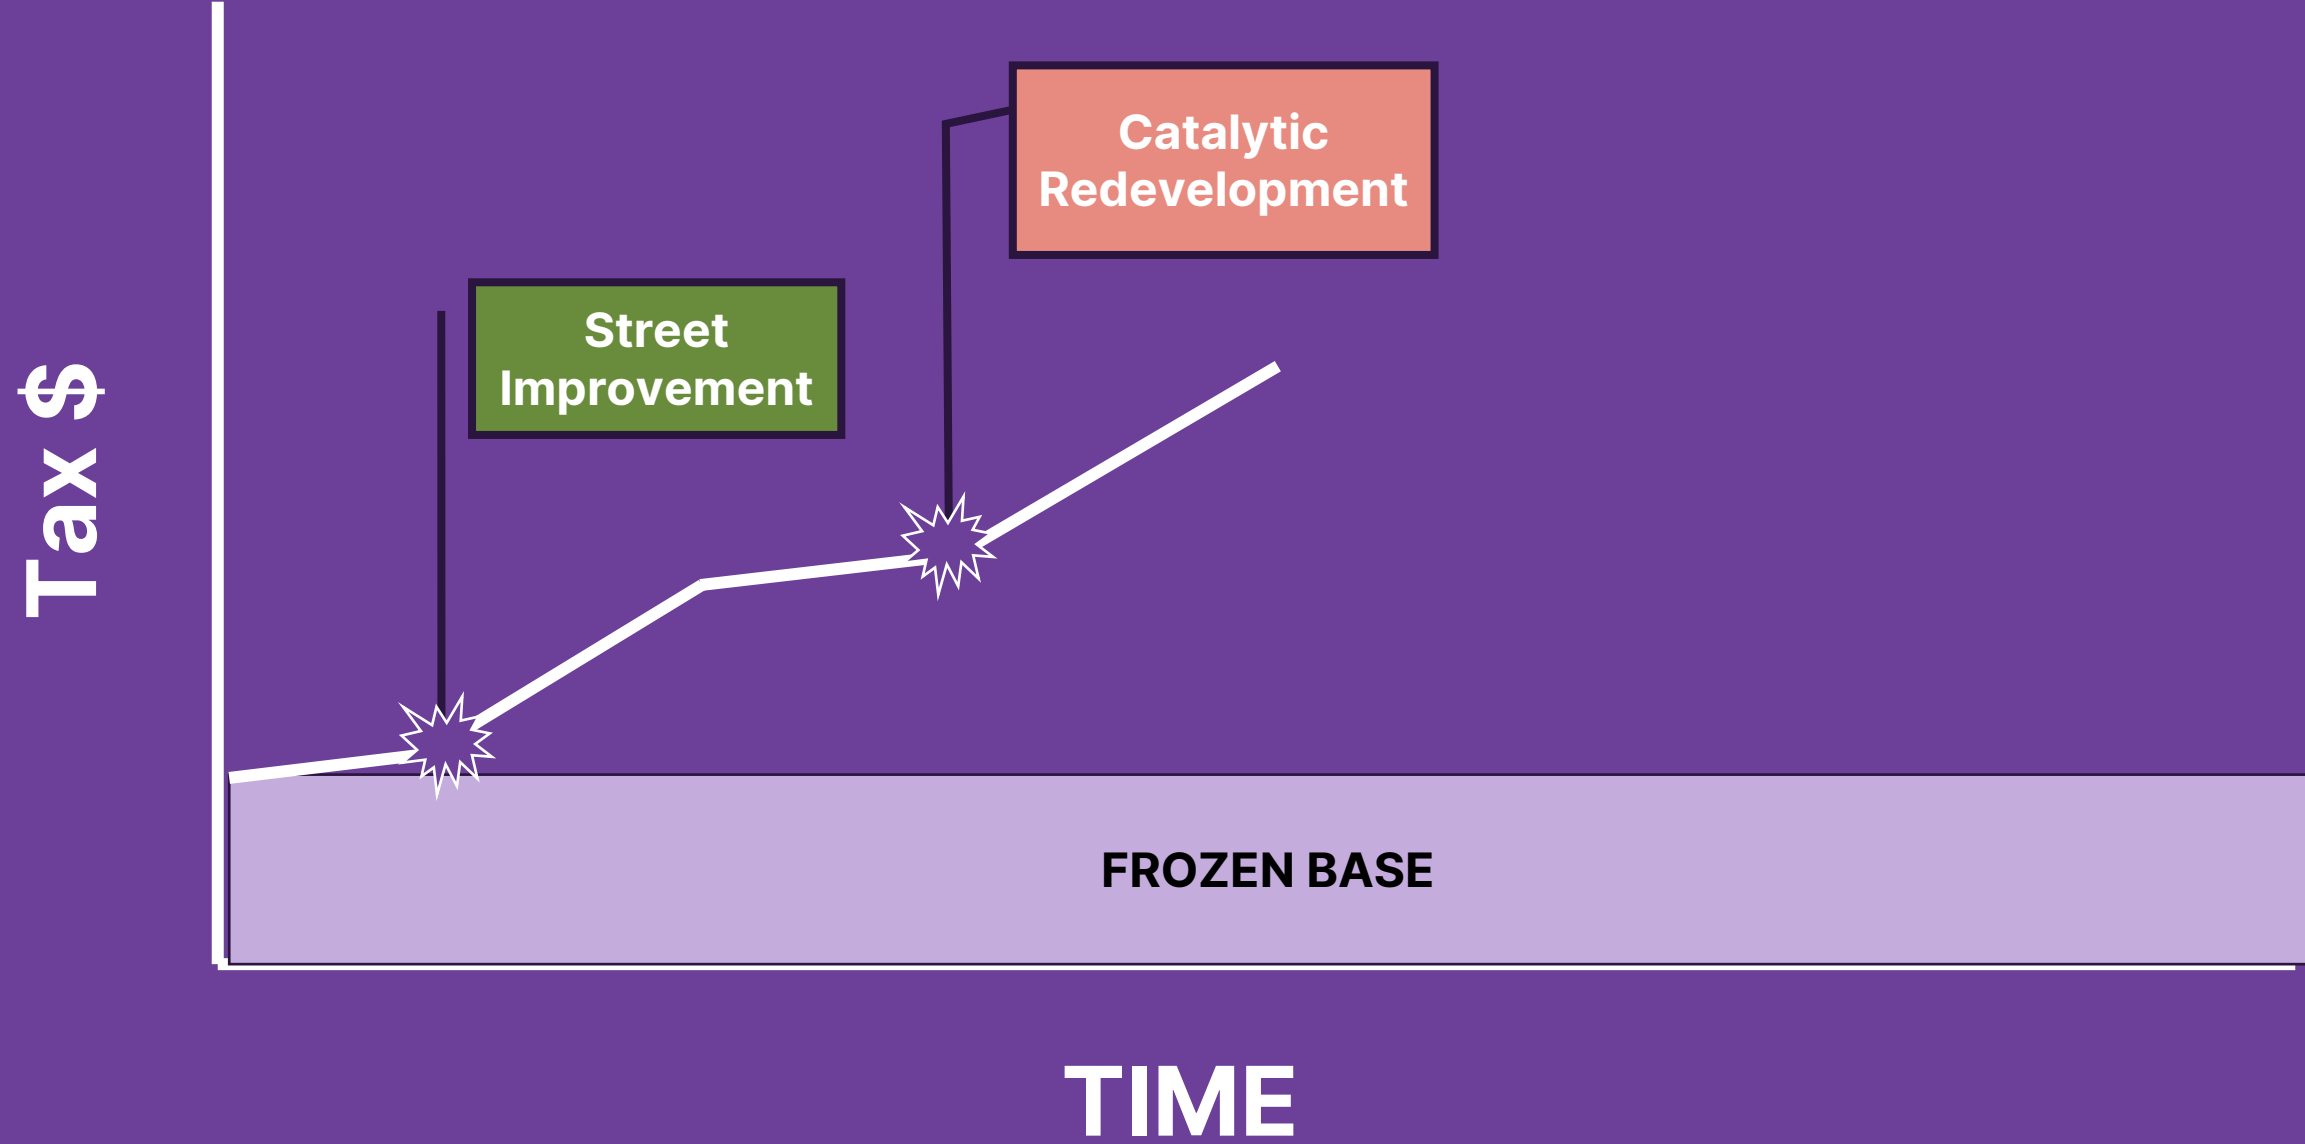 Catalytic
Redevelopment
Street
Improvement
Tax $
FROZEN BASE
TIME